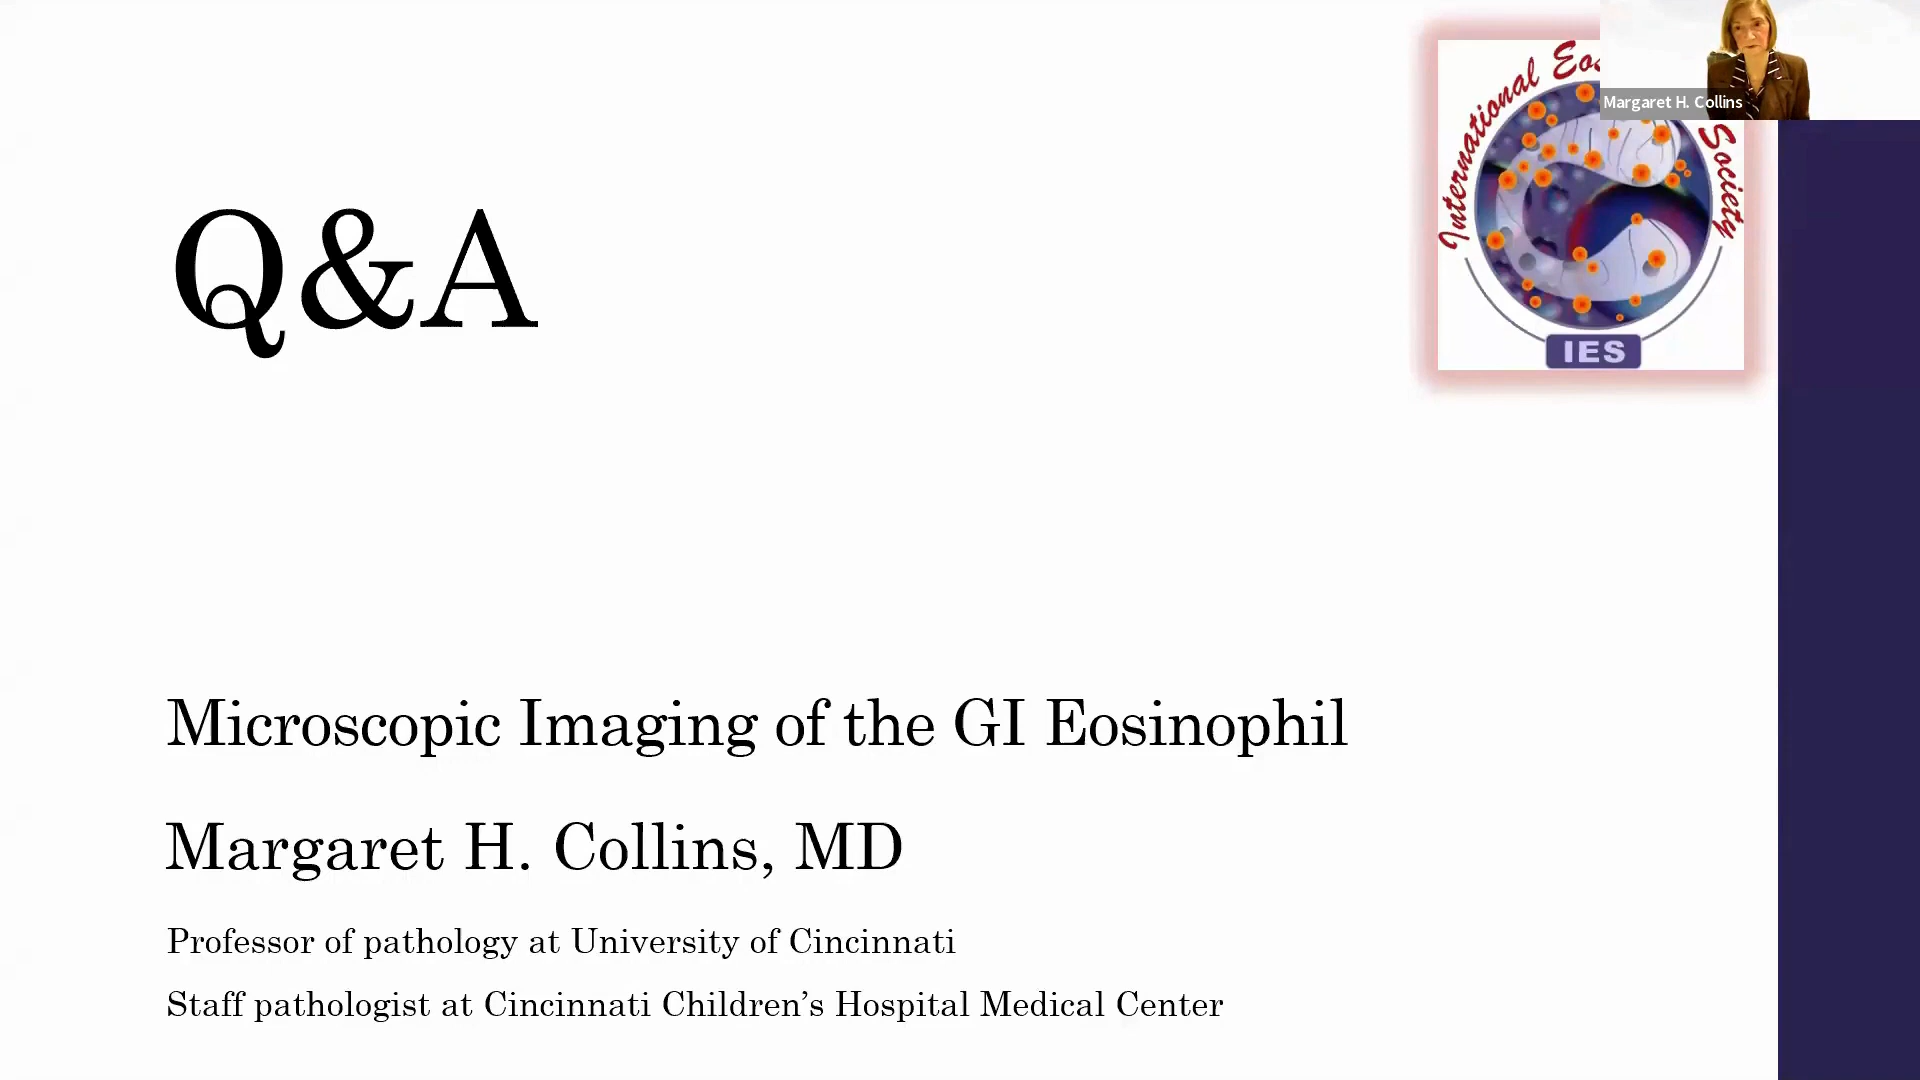 International Eos
Society
Margaret H. Collins
IES
Q&A
Microscopic Imaging of the GI Eosinophil
Margaret H. Collins, MD
Professor of pathology at University of Cincinnati
Staff pathologist at Cincinnati Children’s Hospital Medical Center